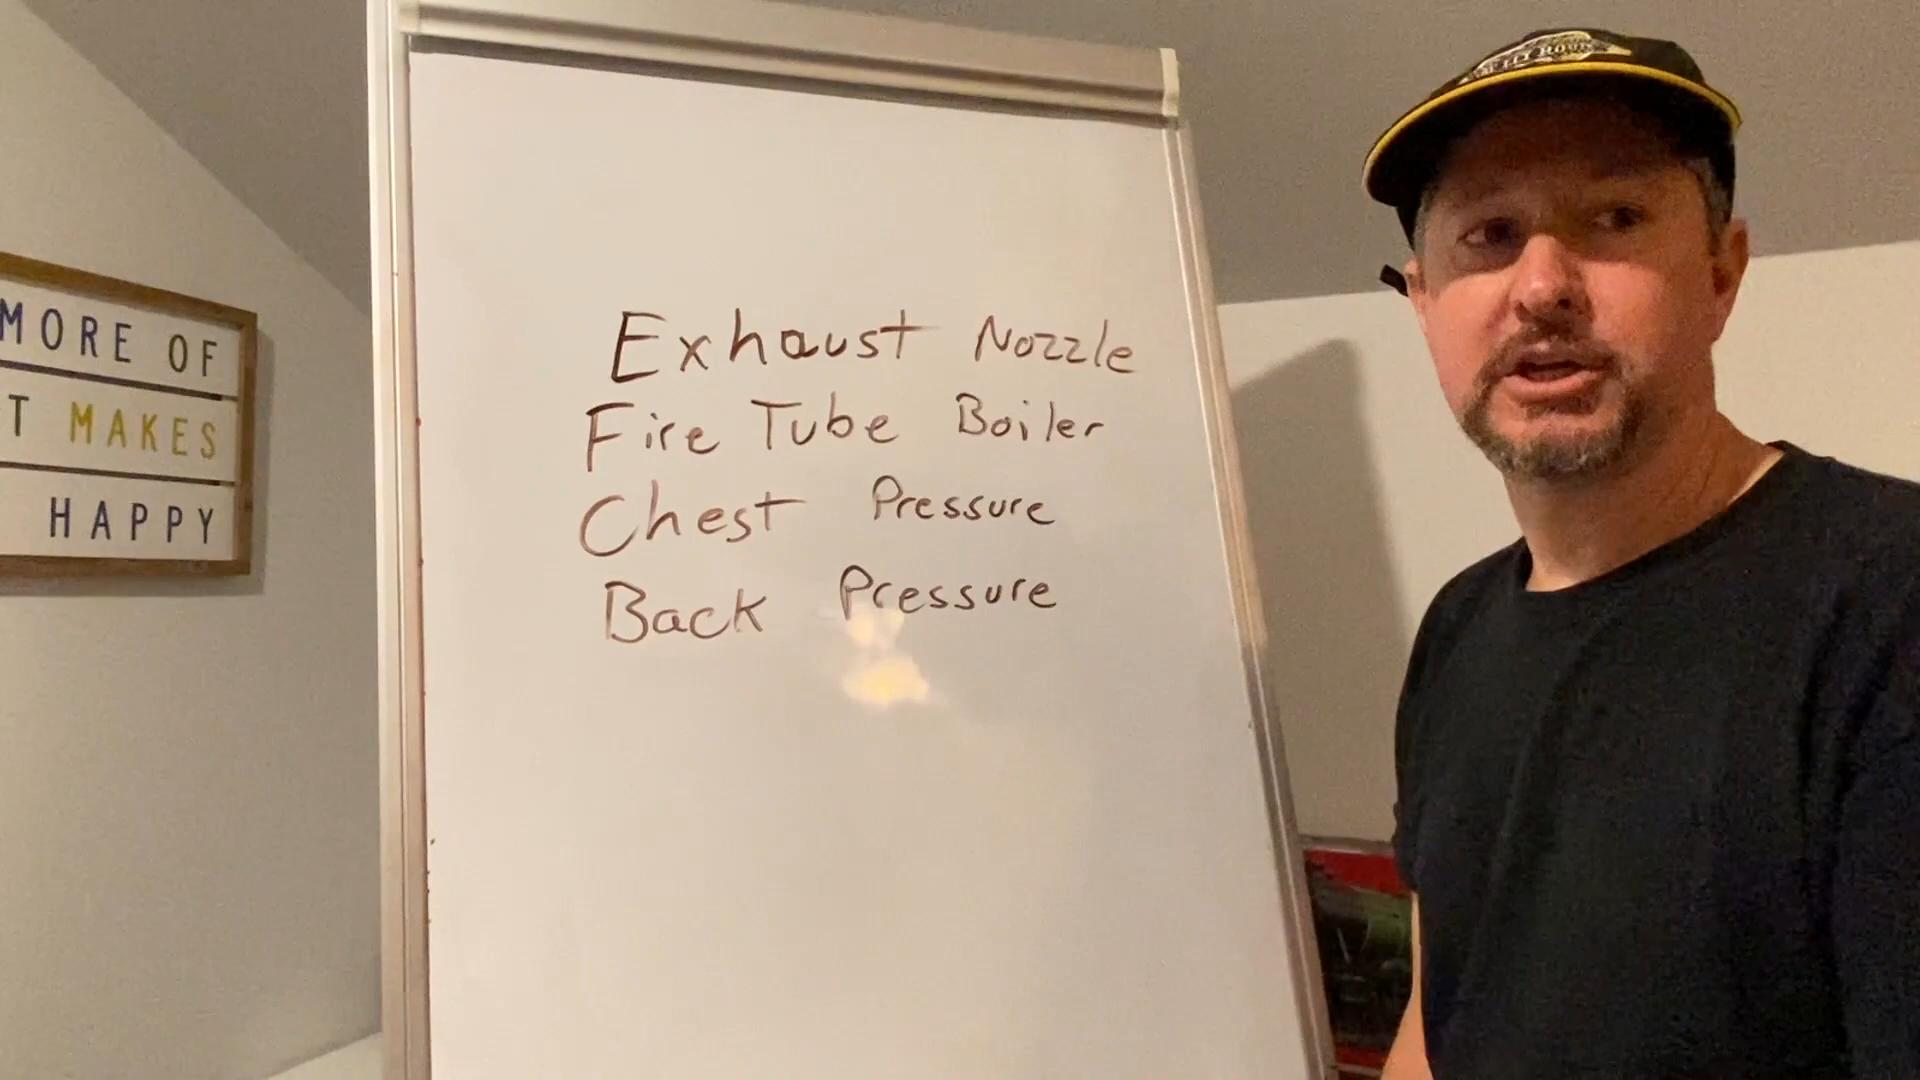 MORE OF
T MAKES
HAPPY
Exhaust Nozzle
Fire Tube Boiler
Chest Pressure
Back Pressure